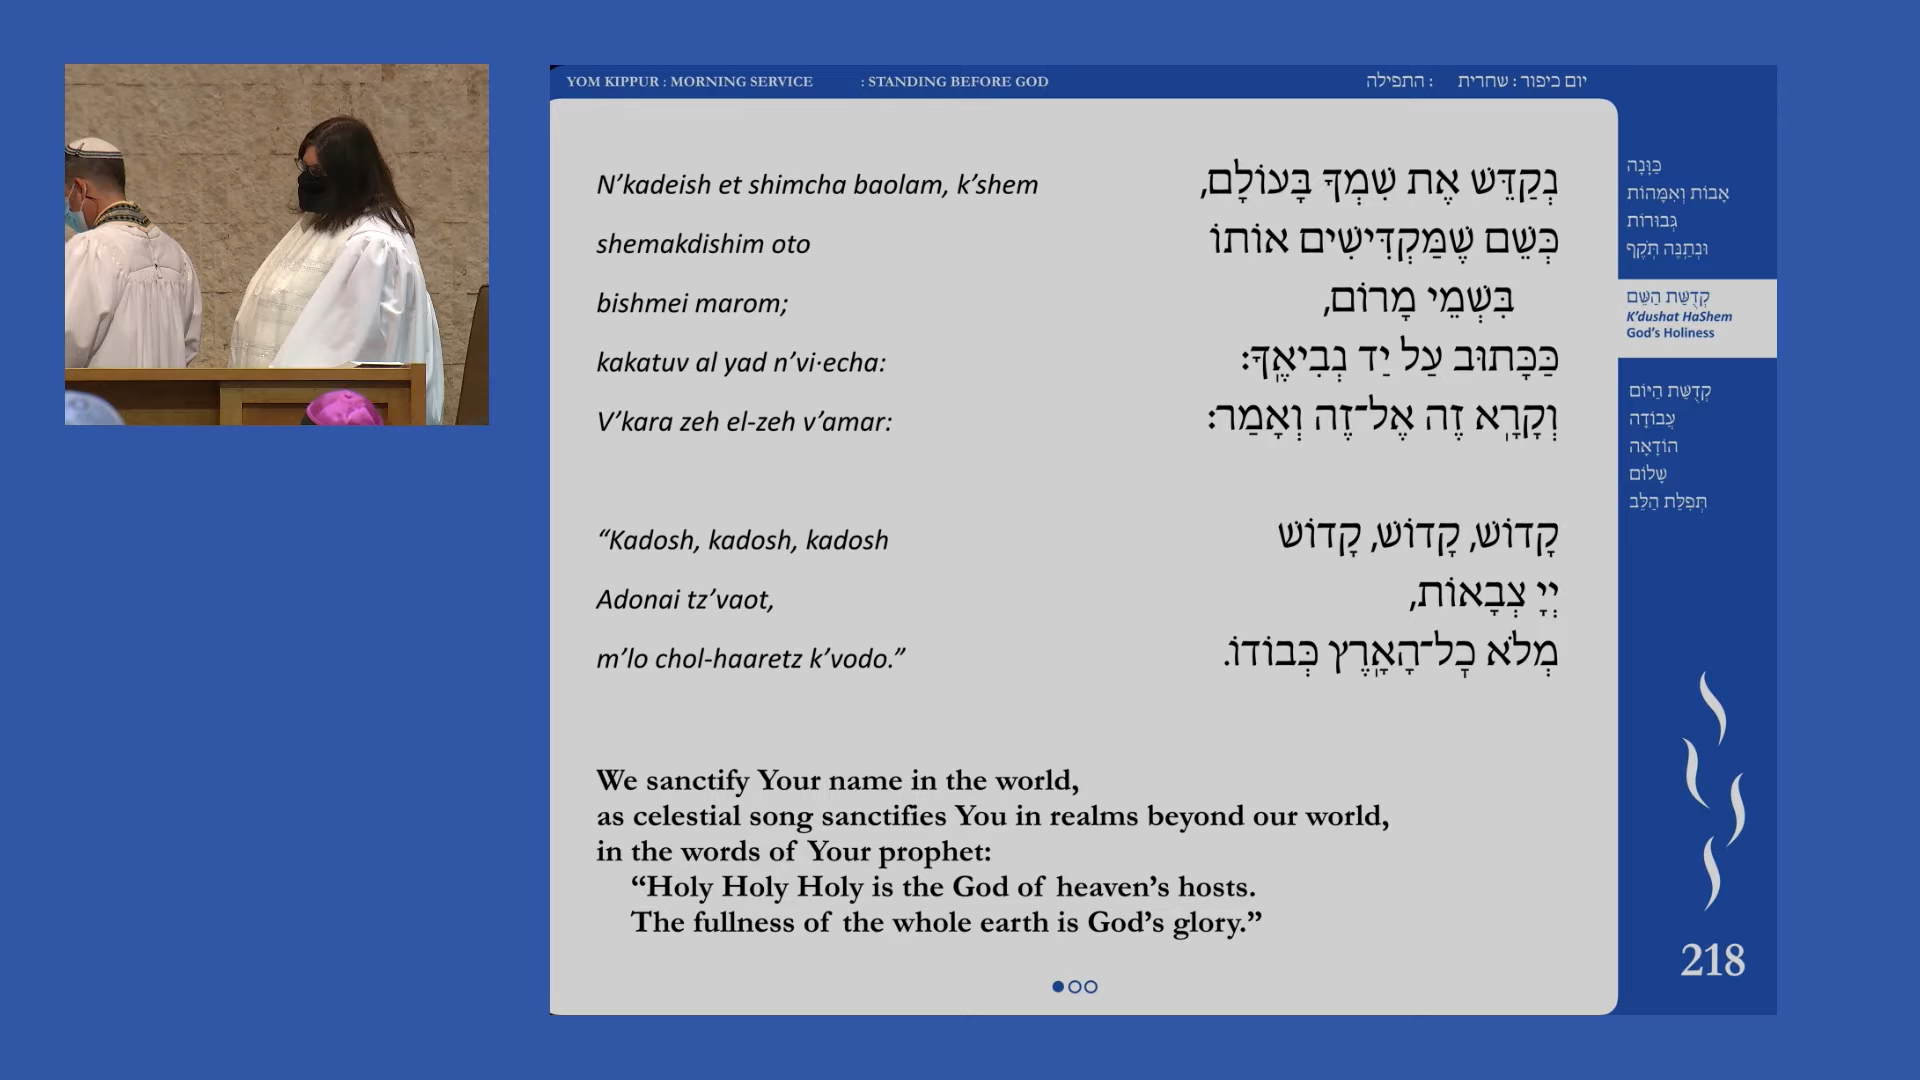 YOM KIPPUR : MORNING SERVICE : STANDING BEFORE GOD
יום כיפור : שחרית : התפילה
N’kadeish et shimcha baolam, k’shem
shemakdishim oto
bishmei marom;
kakatuv al yad n’vi·echa:
V’kara zeh el-zeh v’amar:
“Kadosh, kadosh, kadosh
Adonai tz’vaot,
m’lo chol-haaretz k’vodo.”
נְקַדֵּשׁ אֶת שִׁמְךָ בָּעוֹלָם,
כְּשֵׁם שֶׁמַּקְדִּישִׁים אוֹתוֹ
בִּשְׁמֵי מָרוֹם,
כַּכָּתוּב עַל יַד נְבִיאֶֽךָ:
וְקָרָא זֶה אֶל־זֶה וְאָמַר:
קָדוֹשׁ, קָדוֹשׁ, קָדוֹשׁ
יְיָ צְבָאוֹת,
מְלֹא כׇל־הָאָֽרֶץ כְּבוֹדוֹ.
We sanctify Your name in the world,
as celestial song sanctifies You in realms beyond our world,
in the words of Your prophet:
“Holy Holy Holy is the God of heaven’s hosts.
The fullness of the whole earth is God’s glory.”
כַּוָּנָה
אָבוֹת וְאִמָּהוֹת
גְּבוּרוֹת
וּנְתַנֶּה תֹּֽקֶף
קְדֻשַּׁת הַשֵּׁם
K’dushat HaShem
God’s Holiness
קְדֻשַּׁת הַיּוֹם
עֲבוֹדָה
הוֹדָאָה
שָׁלוֹם
תְּפִלַּת הַלֵּב
218